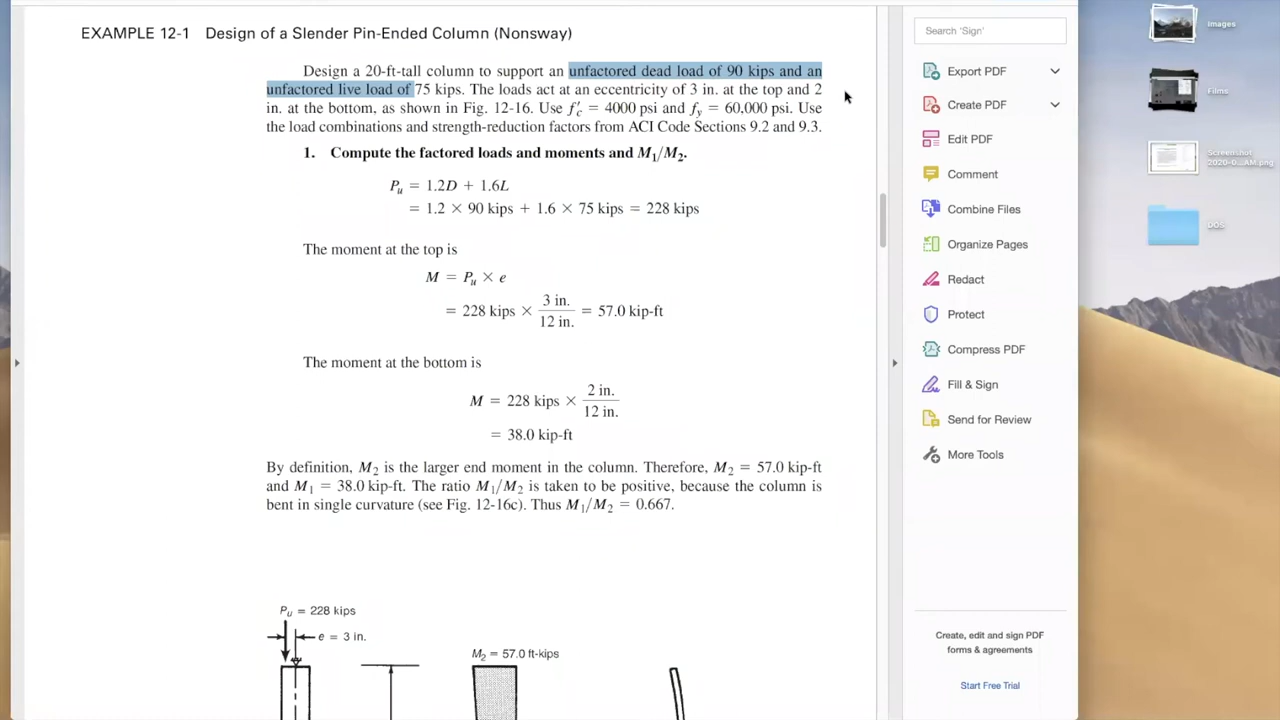 EXAMPLE 12-1 Design of a Slender Pin-Ended Column (Nonsway)
Design a 20-ft-tall column to support an unfactored dead load of 90 kips and an
unfactored live load of 75 kips. The loads act at an eccentricity of 3 in. at the top and 2
in. at the bottom, as shown in Fig. 12-16. Use f′c = 4000 psi and fy = 60,000 psi. Use
the load combinations and strength-reduction factors from ACI Code Sections 9.2 and 9.3.
1. Compute the factored loads and moments and M1/M2.
Pu = 1.2D + 1.6L
= 1.2 × 90 kips + 1.6 × 75 kips = 228 kips
The moment at the top is
M = Pu × e
= 228 kips × 3 in./12 in. = 57.0 kip-ft
The moment at the bottom is
M = 228 kips × 2 in./12 in.
= 38.0 kip-ft
By definition, M2 is the larger end moment in the column. Therefore, M2 = 57.0 kip-ft
and M1 = 38.0 kip-ft. The ratio M1/M2 is taken to be positive, because the column is
bent in single curvature (see Fig. 12-16c). Thus M1/M2 = 0.667.
Pu = 228 kips
e = 3 in.
M2 = 57.0 ft-kips
Search 'Sign'
Export PDF
Create PDF
Edit PDF
Comment
Combine Files
Organize Pages
Redact
Protect
Compress PDF
Fill & Sign
Send for Review
More Tools
Create, edit and sign PDF
forms & agreements
Start Free Trial
Images
Films
Screenshot
2020-0...AM.png